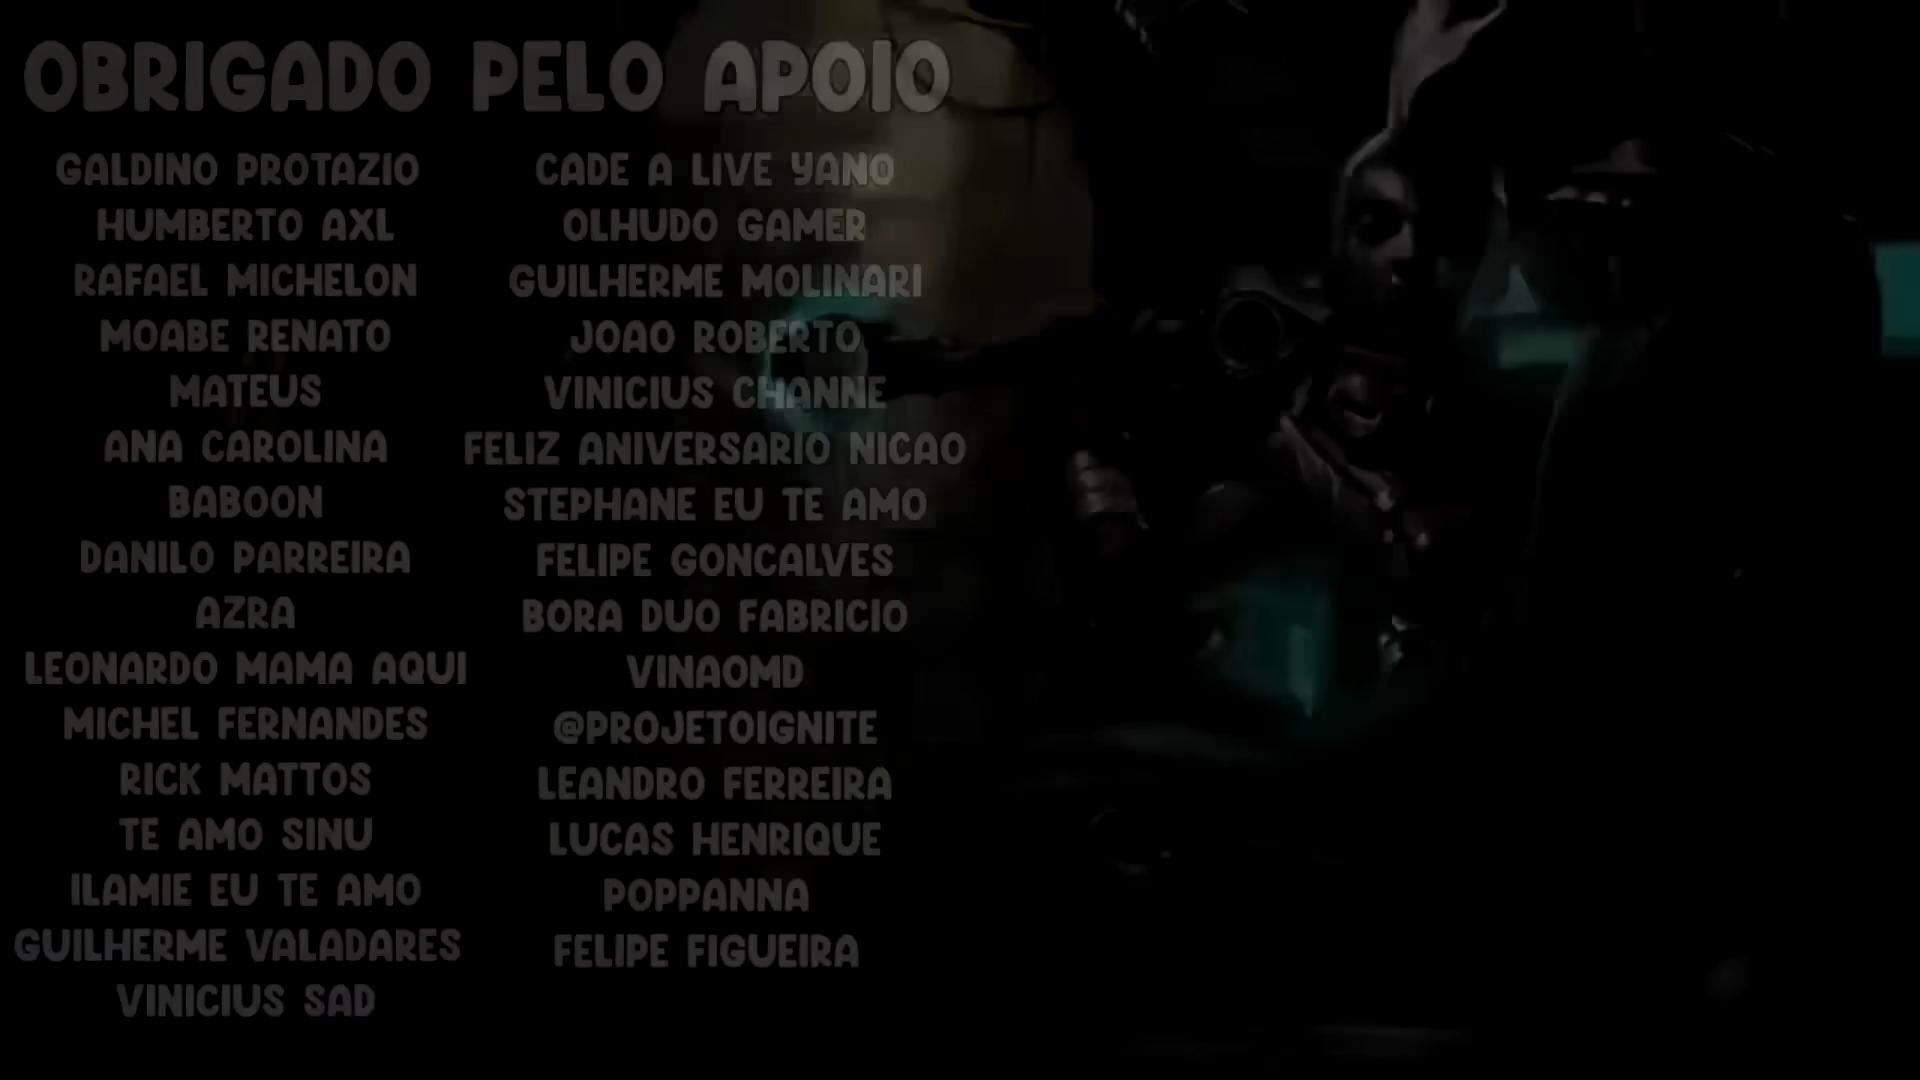 OBRIGADO PELO APOIO
GALDINO PROTAZIO
HUMBERTO AXL
RAFAEL MICHELON
MOABE RENATO
MATEUS
ANA CAROLINA
BABOON
DANILO PARREIRA
AZRA
LEONARDO MAMA AQUI
MICHEL FERNANDES
RICK MATTOS
TE AMO SINU
ILAMIE EU TE AMO
GUILHERME VALADARES
VINICIUS SAD
CADE A LIVE YANO
OLHUDO GAMER
GUILHERME MOLINARI
JOAO ROBERTO
VINICIUS CHANNE
FELIZ ANIVERSARIO NICAO
STEPHANE EU TE AMO
FELIPE GONCALVES
BORA DUO FABRICIO
VINAOMD
@PROJETOIGNITE
LEANDRO FERREIRA
LUCAS HENRIQUE
POPPANNA
FELIPE FIGUEIRA